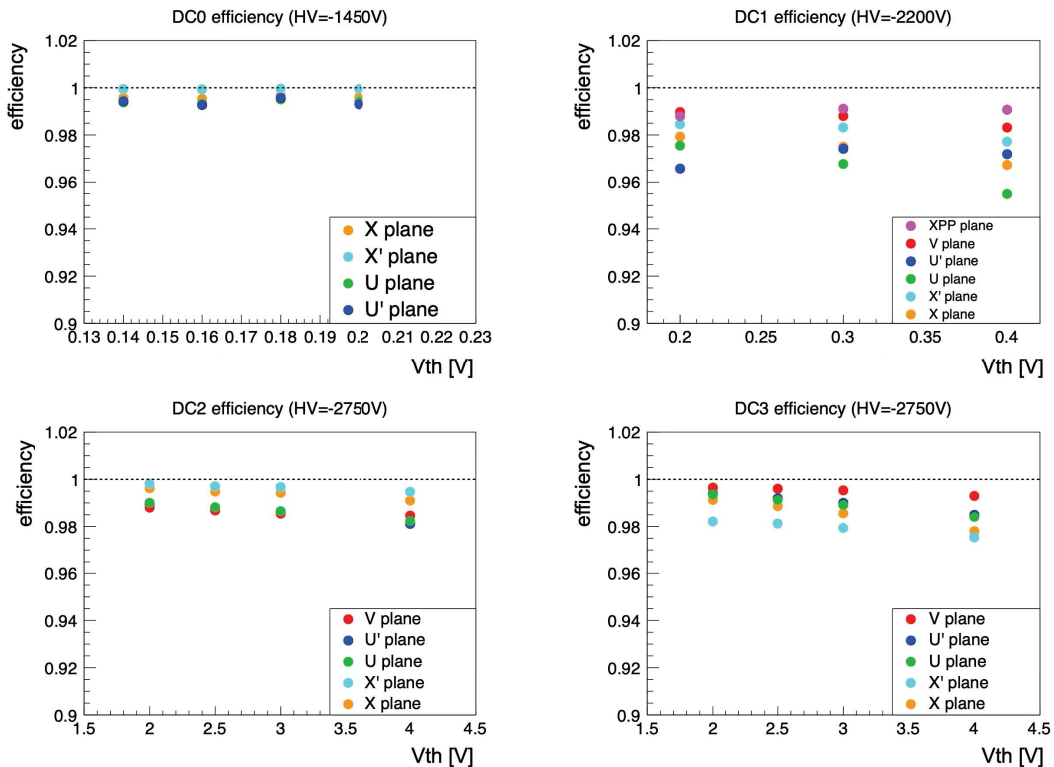 DC0 efficiency (HV=-1450V)
efficiency
1.02
1
0.98
0.96
0.94
0.92
0.9
0.13 0.14 0.15 0.16 0.17 0.18 0.19 0.2 0.21 0.22 0.23
Vth [V]
X plane
X' plane
U plane
U' plane
DC1 efficiency (HV=-2200V)
efficiency
1.02
1
0.98
0.96
0.94
0.92
0.9
0.2 0.25 0.3 0.35 0.4
Vth [V]
XPP plane
V plane
U' plane
U plane
X' plane
X plane
DC2 efficiency (HV=-2750V)
efficiency
1.02
1
0.98
0.96
0.94
0.92
0.9
1.5 2 2.5 3 3.5 4 4.5
Vth [V]
V plane
U' plane
U plane
X' plane
X plane
DC3 efficiency (HV=-2750V)
efficiency
1.02
1
0.98
0.96
0.94
0.92
0.9
1.5 2 2.5 3 3.5 4 4.5
Vth [V]
V plane
U' plane
U plane
X' plane
X plane